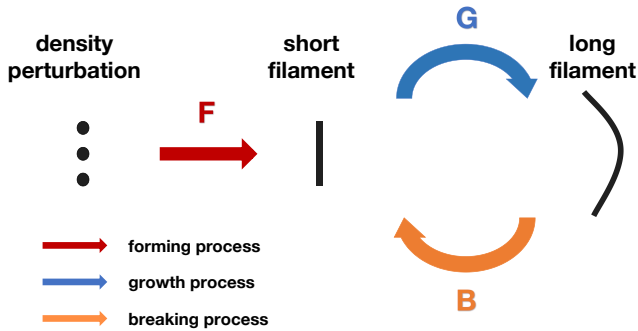 density
perturbation
short
filament
long
filament
F
G
B
forming process
growth process
breaking process